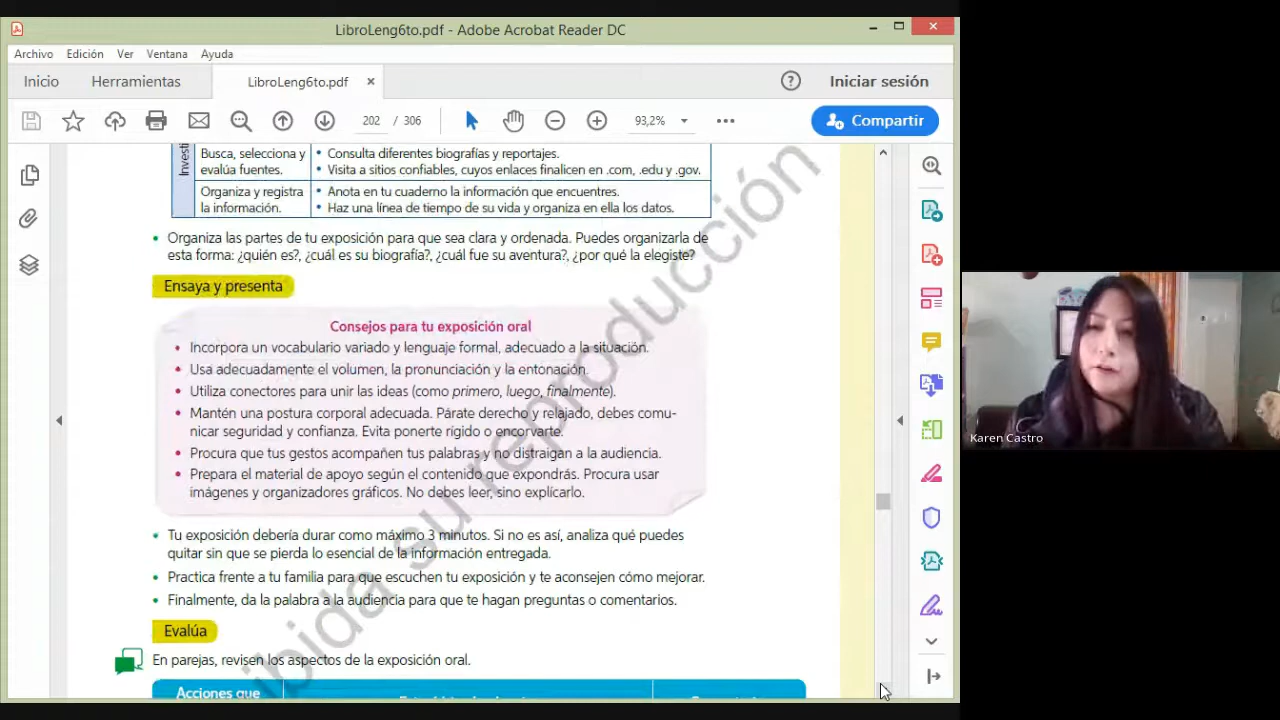 LibroLeng6to.pdf - Adobe Acrobat Reader DC
Archivo Edición Ver Ventana Ayuda
Inicio Herramientas LibroLeng6to.pdf × Iniciar sesión
202 / 306 93,2% Compartir
Investi
Busca, selecciona y
evalúa fuentes.
• Consulta diferentes biografías y reportajes.
• Visita a sitios confiables, cuyos enlaces finalicen en .com, .edu y .gov.
Organiza y registra
la información.
• Anota en tu cuaderno la información que encuentres.
• Haz una línea de tiempo de su vida y organiza en ella los datos.
• Organiza las partes de tu exposición para que sea clara y ordenada. Puedes organizarla de
esta forma: ¿quién es?, ¿cuál es su biografía?, ¿cuál fue su aventura?, ¿por qué la elegiste?
Ensaya y presenta
Consejos para tu exposición oral
• Incorpora un vocabulario variado y lenguaje formal, adecuado a la situación.
• Usa adecuadamente el volumen, la pronunciación y la entonación.
• Utiliza conectores para unir las ideas (como primero, luego, finalmente).
• Mantén una postura corporal adecuada. Párate derecho y relajado, debes comu-
nicar seguridad y confianza. Evita ponerte rígido o encorvarte.
• Procura que tus gestos acompañen tus palabras y no distraigan a la audiencia.
• Prepara el material de apoyo según el contenido que expondrás. Procura usar
imágenes y organizadores gráficos. No debes leer, sino explicarlo.
• Tu exposición debería durar como máximo 3 minutos. Si no es así, analiza qué puedes
quitar sin que se pierda lo esencial de la información entregada.
• Practica frente a tu familia para que escuchen tu exposición y te aconsejen cómo mejorar.
• Finalmente, da la palabra a la audiencia para que te hagan preguntas o comentarios.
Evalúa
En parejas, revisen los aspectos de la exposición oral.
Acciones que
ibida su reproducción
Karen Castro